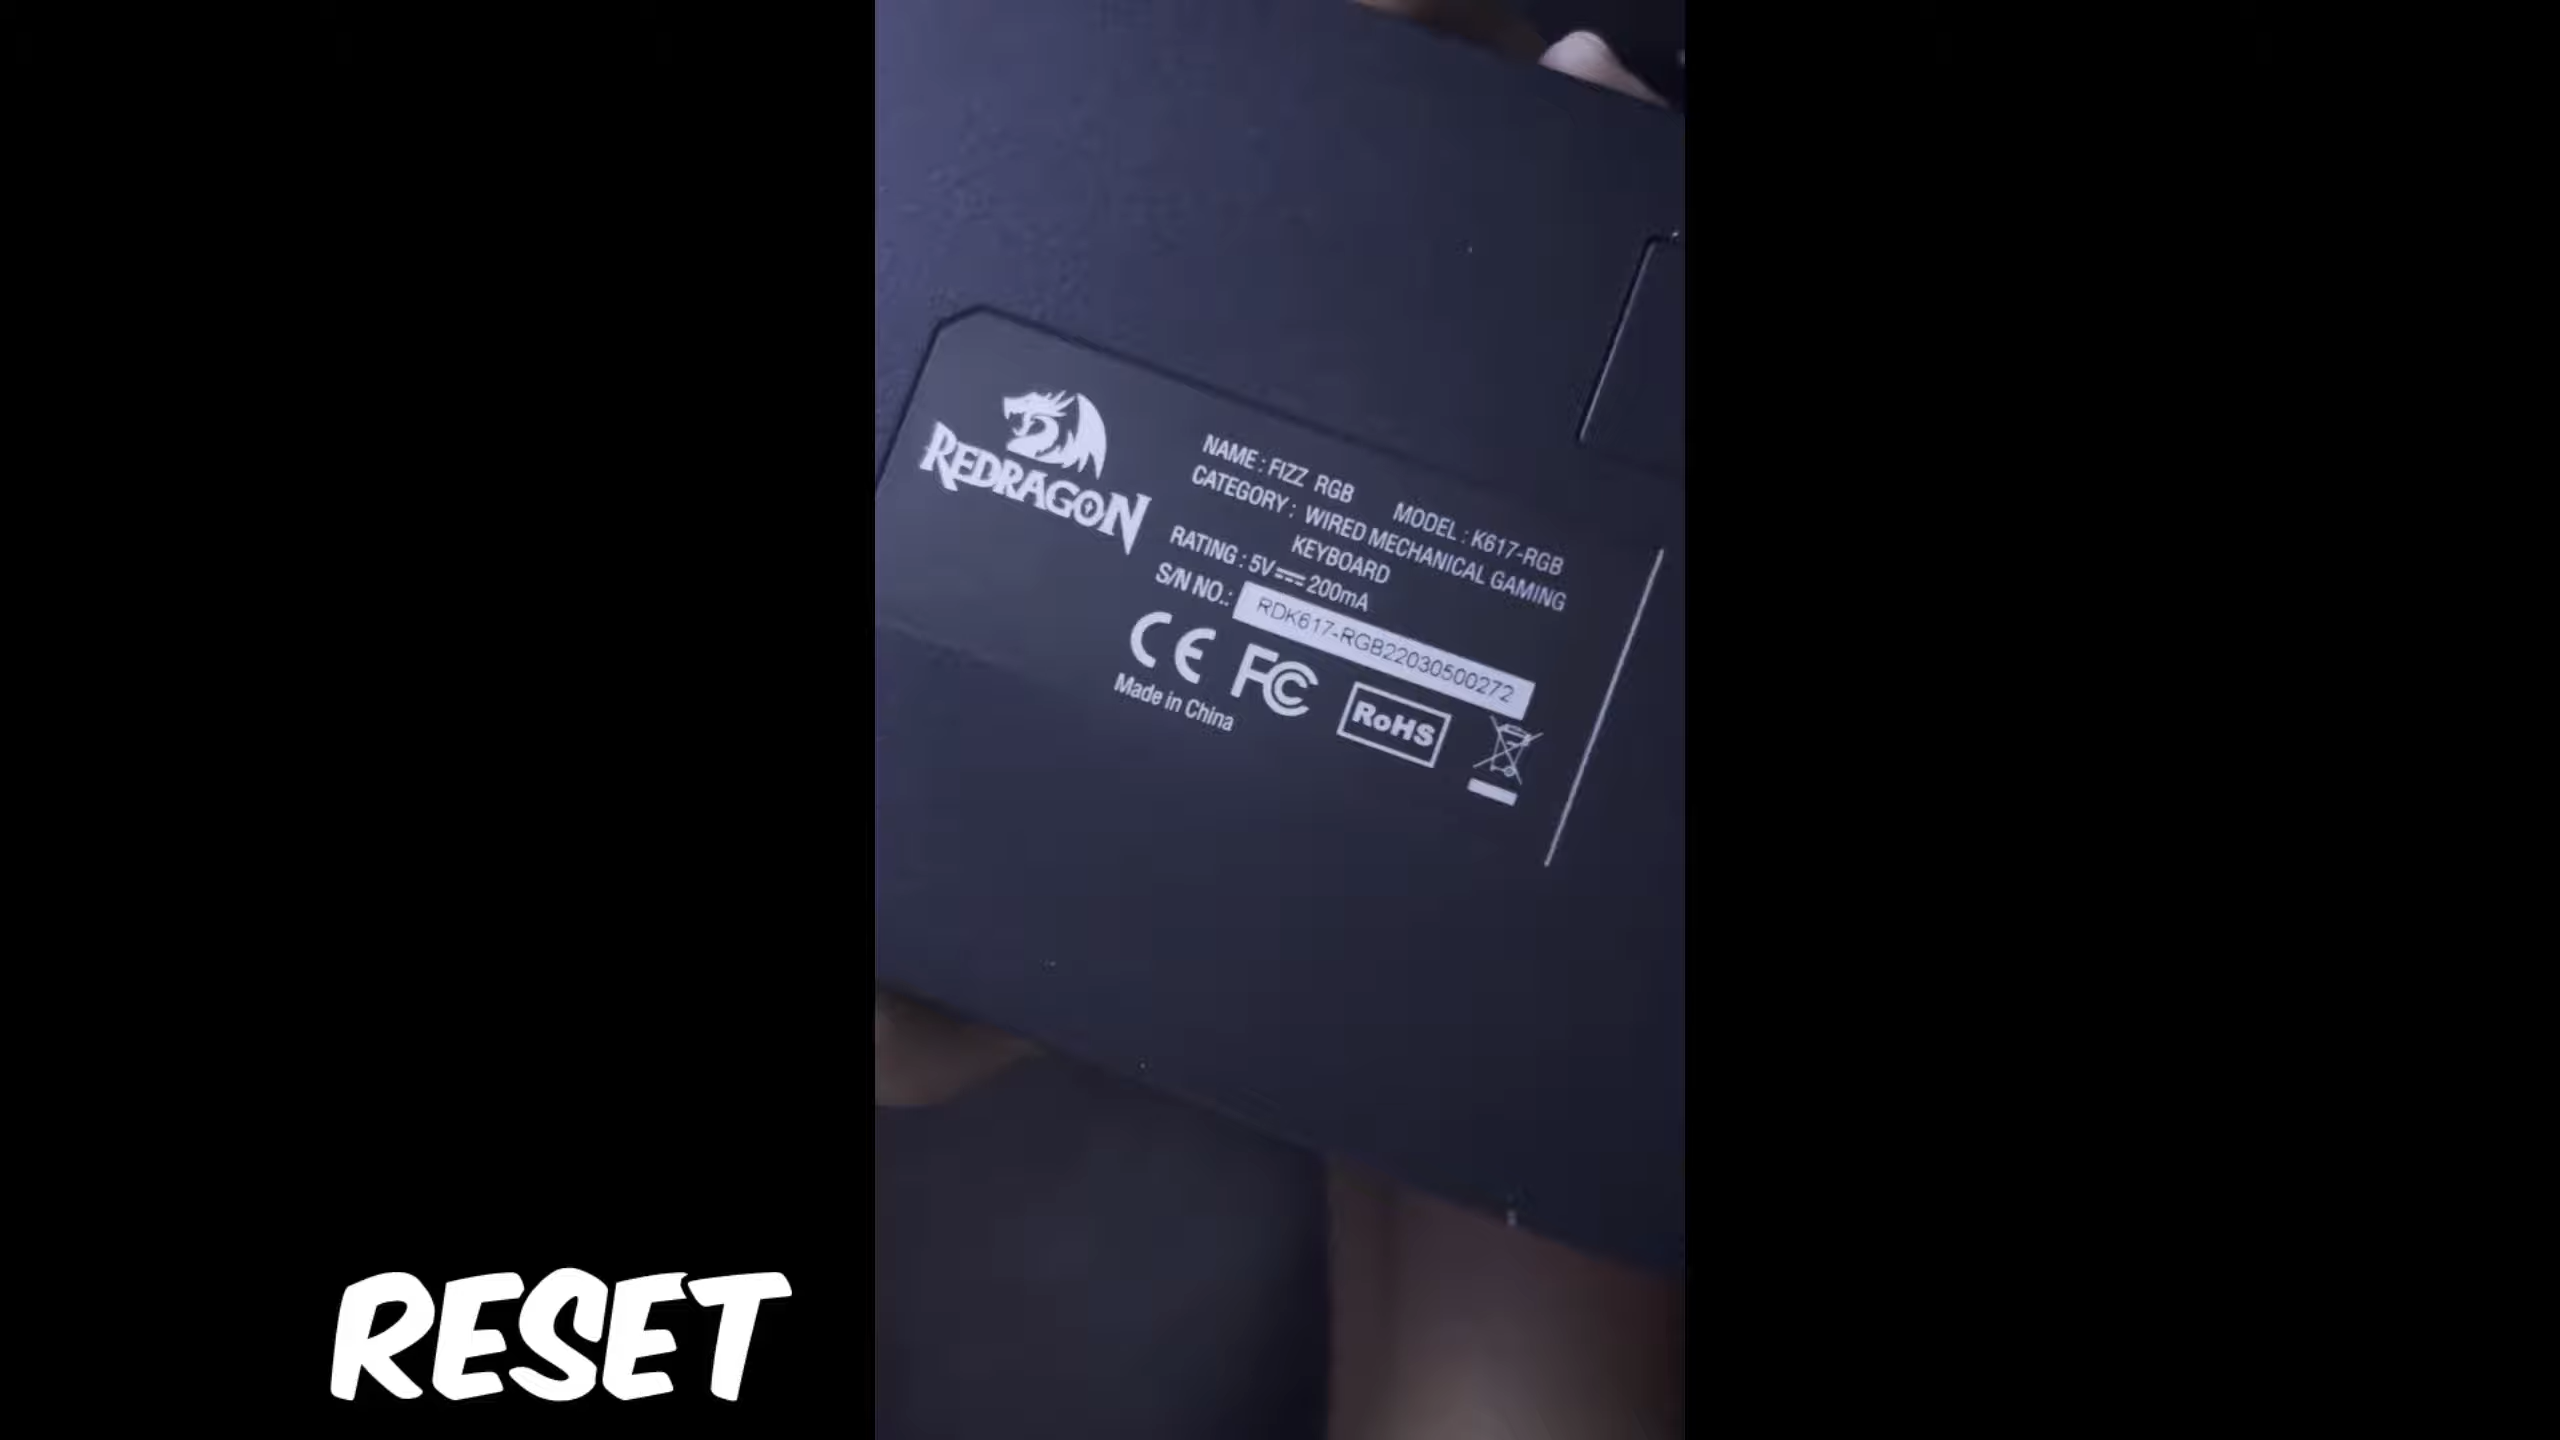 REDRAGON
NAME : FIZZ RGB MODEL : K617-RGB
CATEGORY : WIRED MECHANICAL GAMING
KEYBOARD
RATING : 5V⎓200mA
S/N NO.: RDK617-RGB22030500272
CE FC RoHS
Made in China
RESET